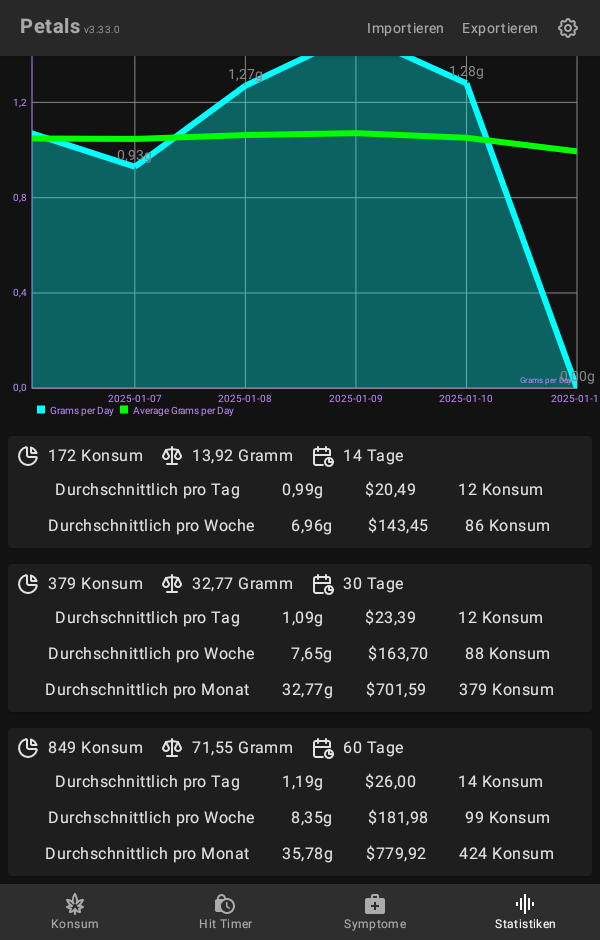 Petals v3.33.0 Importieren Exportieren
1,27g 1,28g
1,2
0,93g
0,8
0,4
Grams per Day 0,00g
0,0
2025-01-07 2025-01-08 2025-01-09 2025-01-10 2025-01-1
Grams per Day Average Grams per Day
172 Konsum 13,92 Gramm 14 Tage
Durchschnittlich pro Tag 0,99g $20,49 12 Konsum
Durchschnittlich pro Woche 6,96g $143,45 86 Konsum
379 Konsum 32,77 Gramm 30 Tage
Durchschnittlich pro Tag 1,09g $23,39 12 Konsum
Durchschnittlich pro Woche 7,65g $163,70 88 Konsum
Durchschnittlich pro Monat 32,77g $701,59 379 Konsum
849 Konsum 71,55 Gramm 60 Tage
Durchschnittlich pro Tag 1,19g $26,00 14 Konsum
Durchschnittlich pro Woche 8,35g $181,98 99 Konsum
Durchschnittlich pro Monat 35,78g $779,92 424 Konsum
Konsum Hit Timer Symptome Statistiken